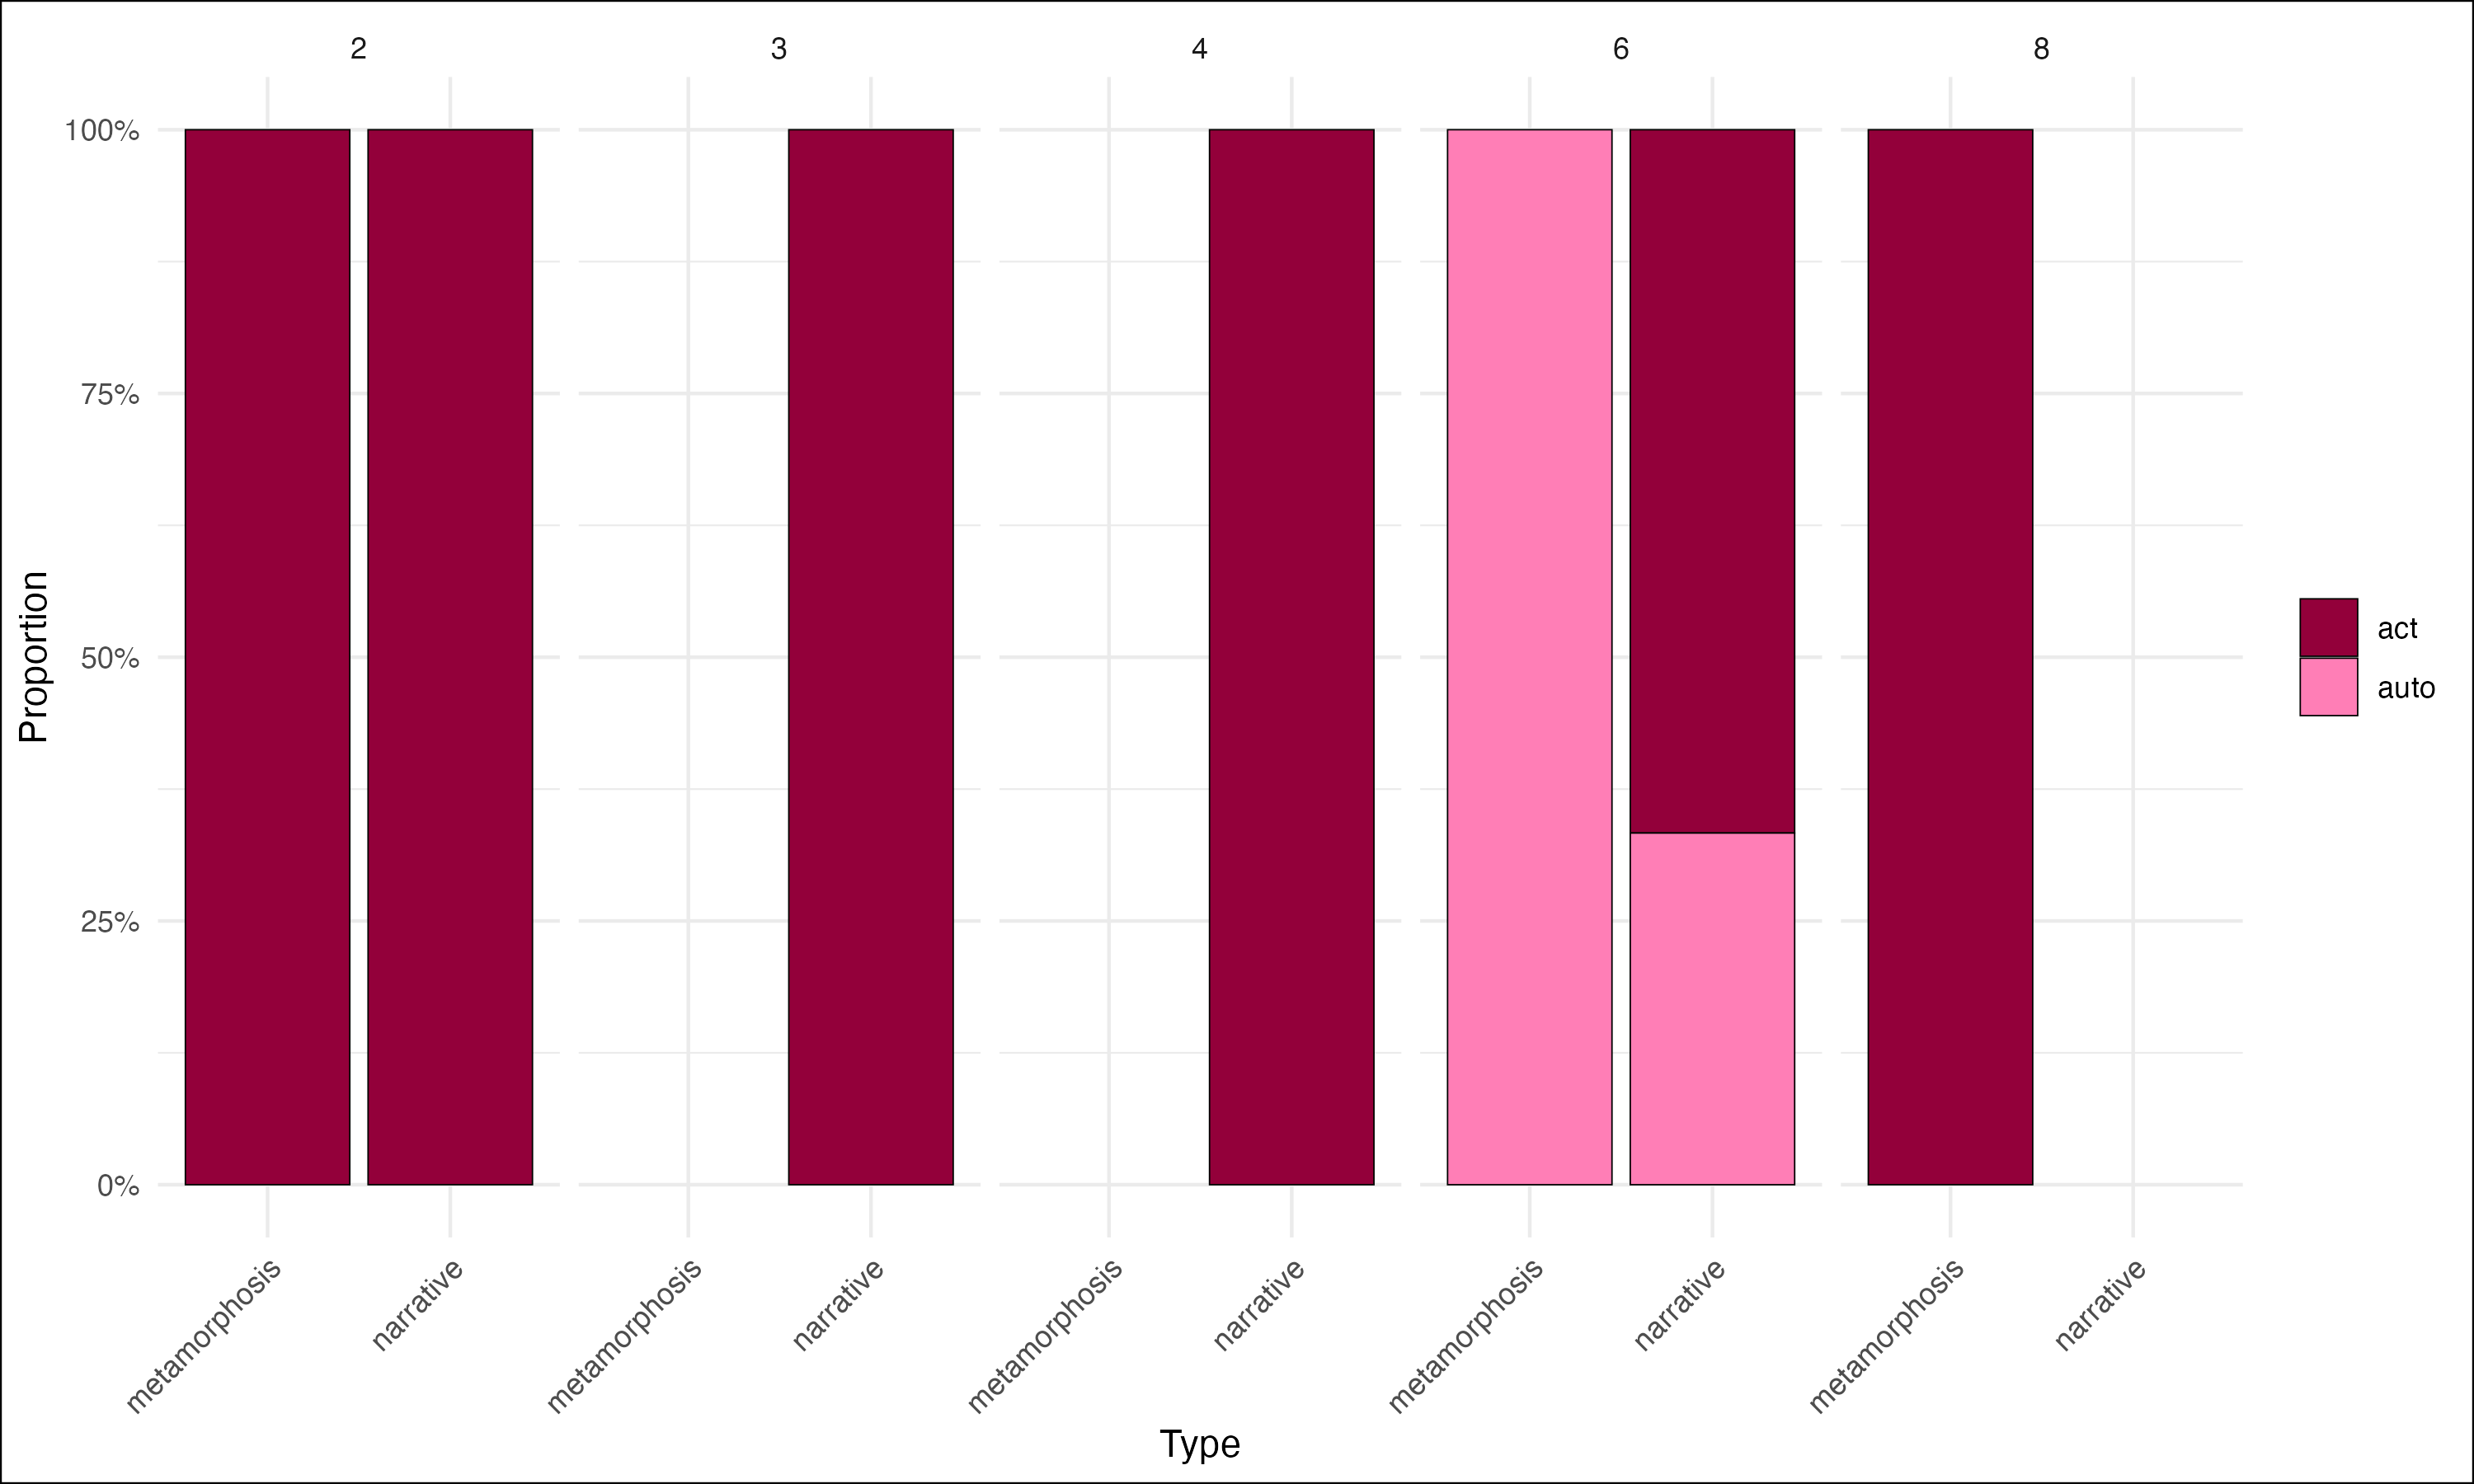 2 3 4 6 8
100%
75%
50%
25%
0%
Proportion
act
auto
metamorphosis narrative metamorphosis narrative metamorphosis narrative metamorphosis narrative metamorphosis narrative
Type